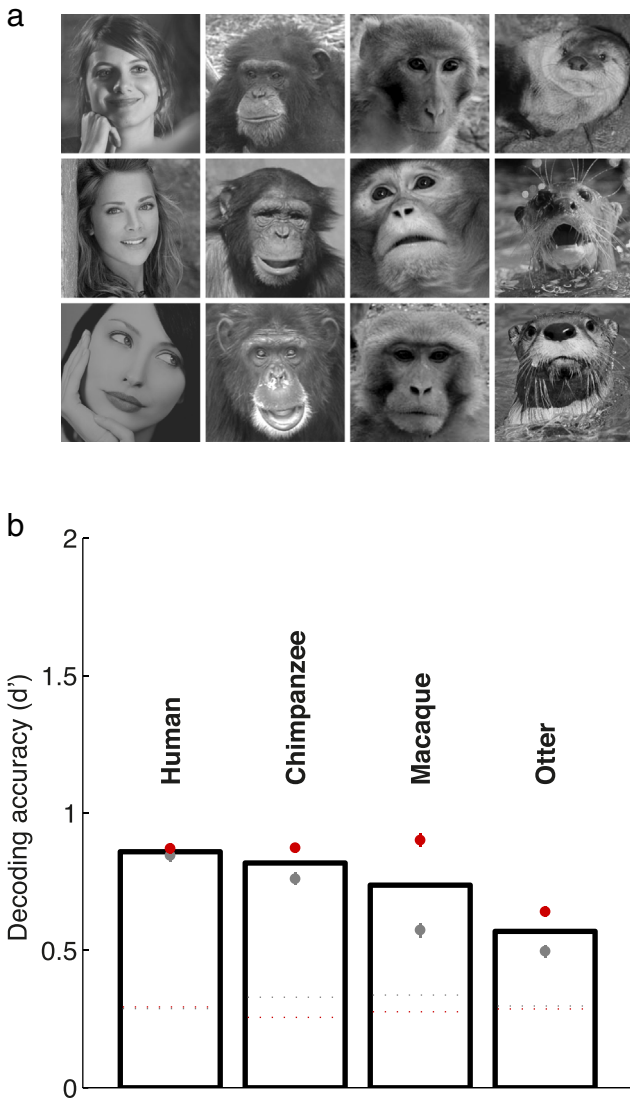 a
b
2
1.5
1
0.5
0
Decoding accuracy (d’)
Human
Chimpanzee
Macaque
Otter